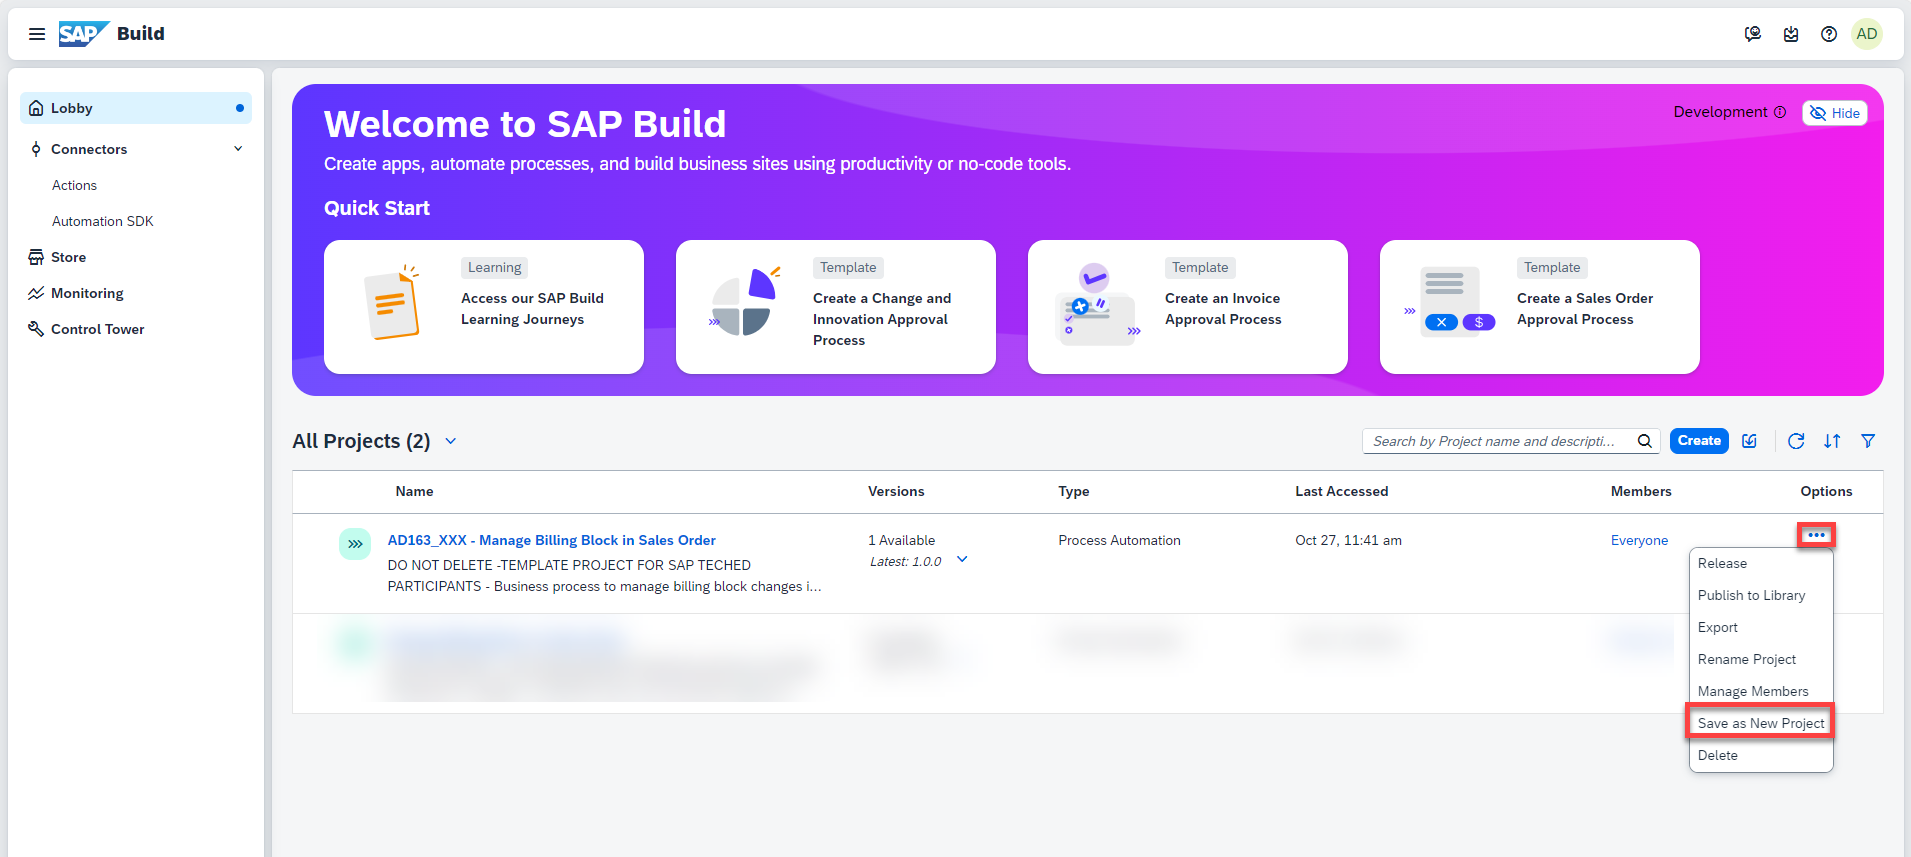 SAP Build
AD
Lobby
Connectors
Actions
Automation SDK
Store
Monitoring
Control Tower
Welcome to SAP Build
Development
Hide
Create apps, automate processes, and build business sites using productivity or no-code tools.
Quick Start
Learning
Access our SAP Build
Learning Journeys
Template
Create a Change and
Innovation Approval
Process
Template
Create an Invoice
Approval Process
$
Template
Create a Sales Order
Approval Process
All Projects (2)
Search by Project name and descripti...
Create
Name Versions Type Last Accessed Members Options
AD163_XXX - Manage Billing Block in Sales Order
DO NOT DELETE -TEMPLATE PROJECT FOR SAP TECHED
PARTICIPANTS - Business process to manage billing block changes i...
1 Available
Latest: 1.0.0
Process Automation
Oct 27, 11:41 am
Everyone
Release
Publish to Library
Export
Rename Project
Manage Members
Save as New Project
Delete